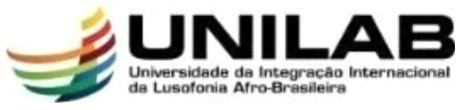 UNILAB
Universidade da Integração Internacional
da Lusofonia Afro-Brasileira